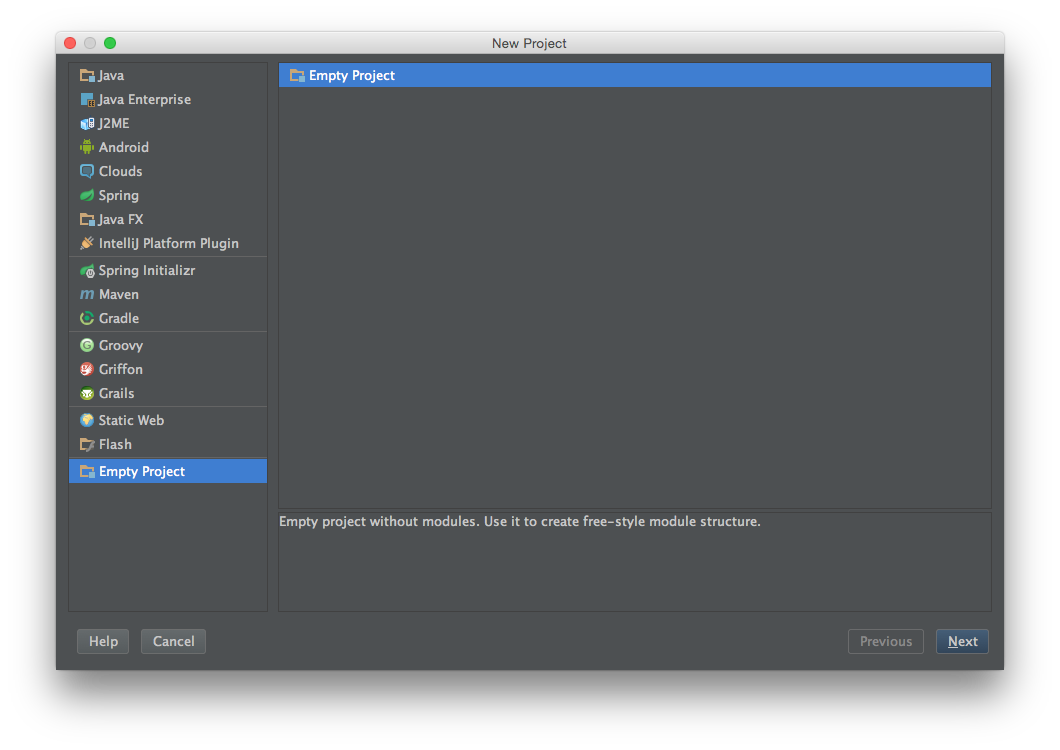 New Project
Java
Java Enterprise
J2ME
Android
Clouds
Spring
Java FX
IntelliJ Platform Plugin
Spring Initializr
Maven
Gradle
Groovy
Griffon
Grails
Static Web
Flash
Empty Project
Empty Project
Empty project without modules. Use it to create free-style module structure.
Help
Cancel
Previous
Next